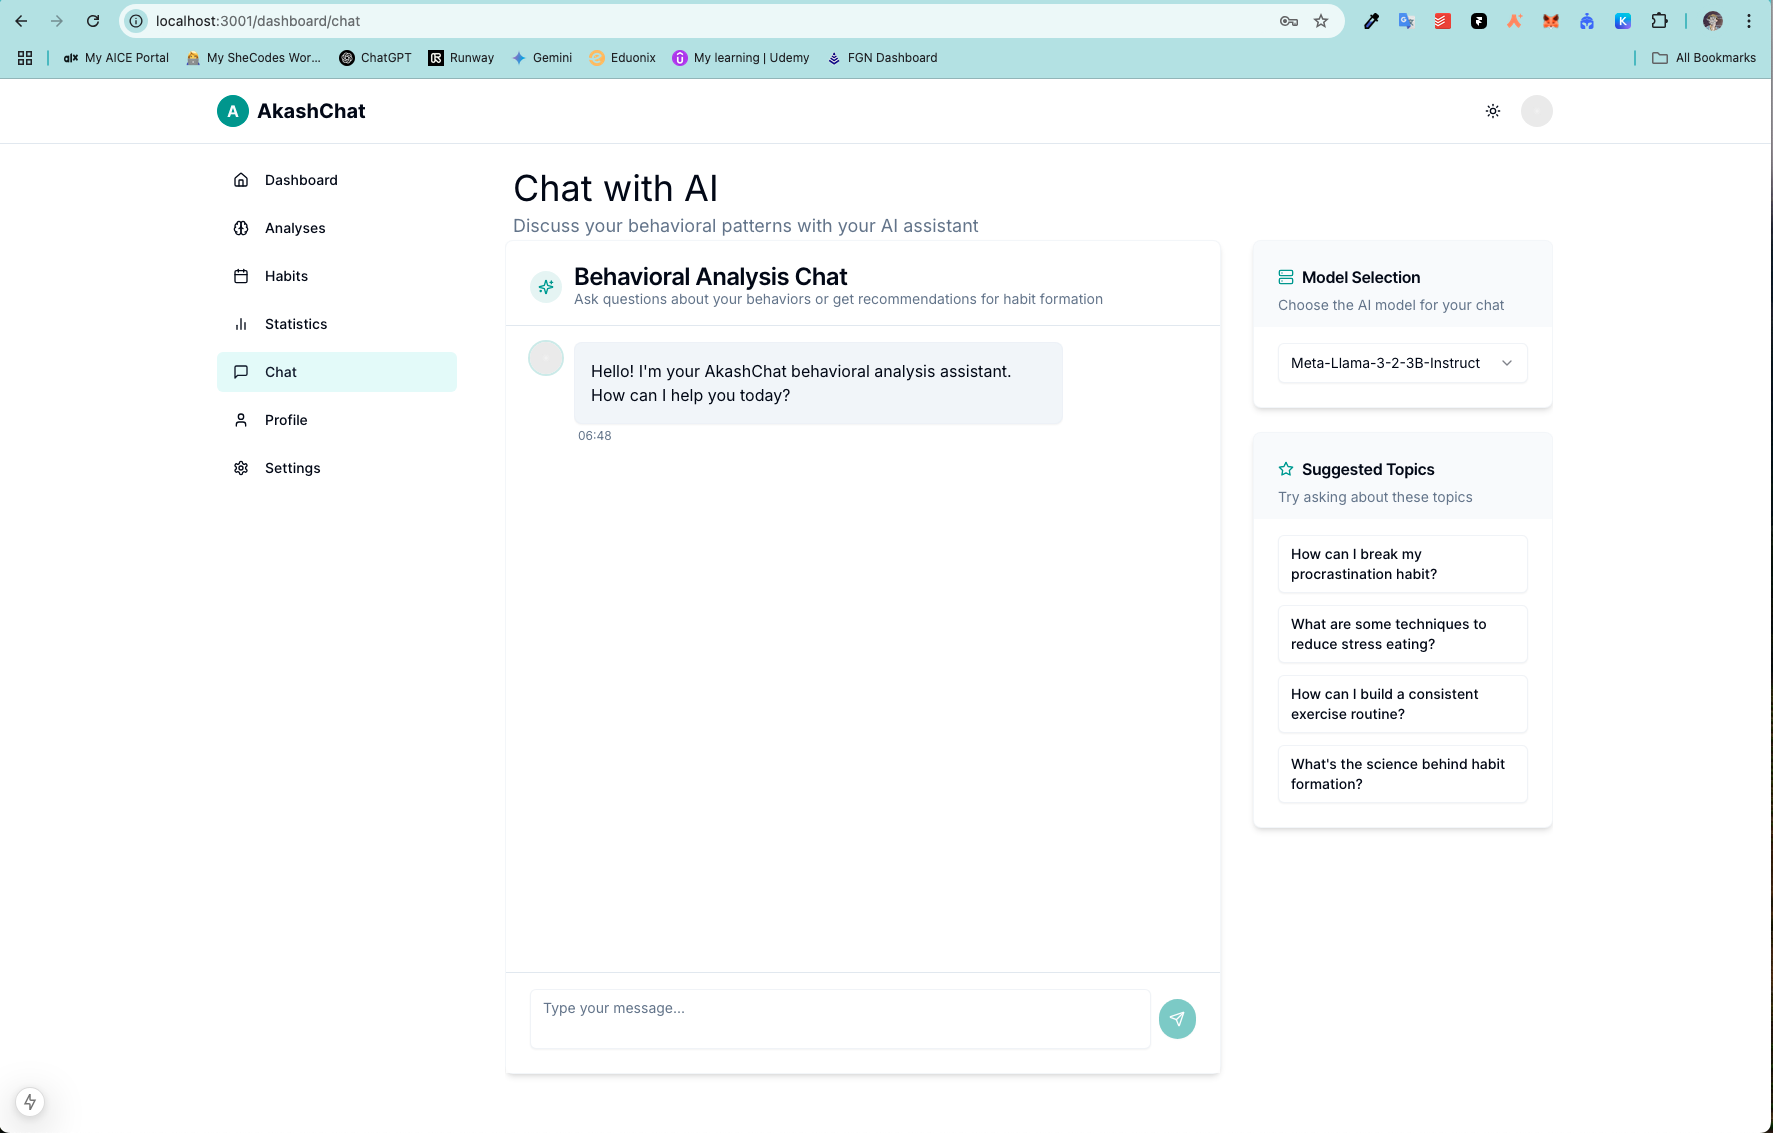 localhost:3001/dashboard/chat
My AICE Portal
My SheCodes Wor...
ChatGPT
Runway
Gemini
Eduonix
My learning | Udemy
FGN Dashboard
All Bookmarks
A
AkashChat
Dashboard
Analyses
Habits
Statistics
Chat
Profile
Settings
Chat with AI
Discuss your behavioral patterns with your AI assistant
Behavioral Analysis Chat
Ask questions about your behaviors or get recommendations for habit formation
Hello! I'm your AkashChat behavioral analysis assistant.
How can I help you today?
06:48
Type your message...
Model Selection
Choose the AI model for your chat
Meta-Llama-3-2-3B-Instruct
Suggested Topics
Try asking about these topics
How can I break my
procrastination habit?
What are some techniques to
reduce stress eating?
How can I build a consistent
exercise routine?
What's the science behind habit
formation?